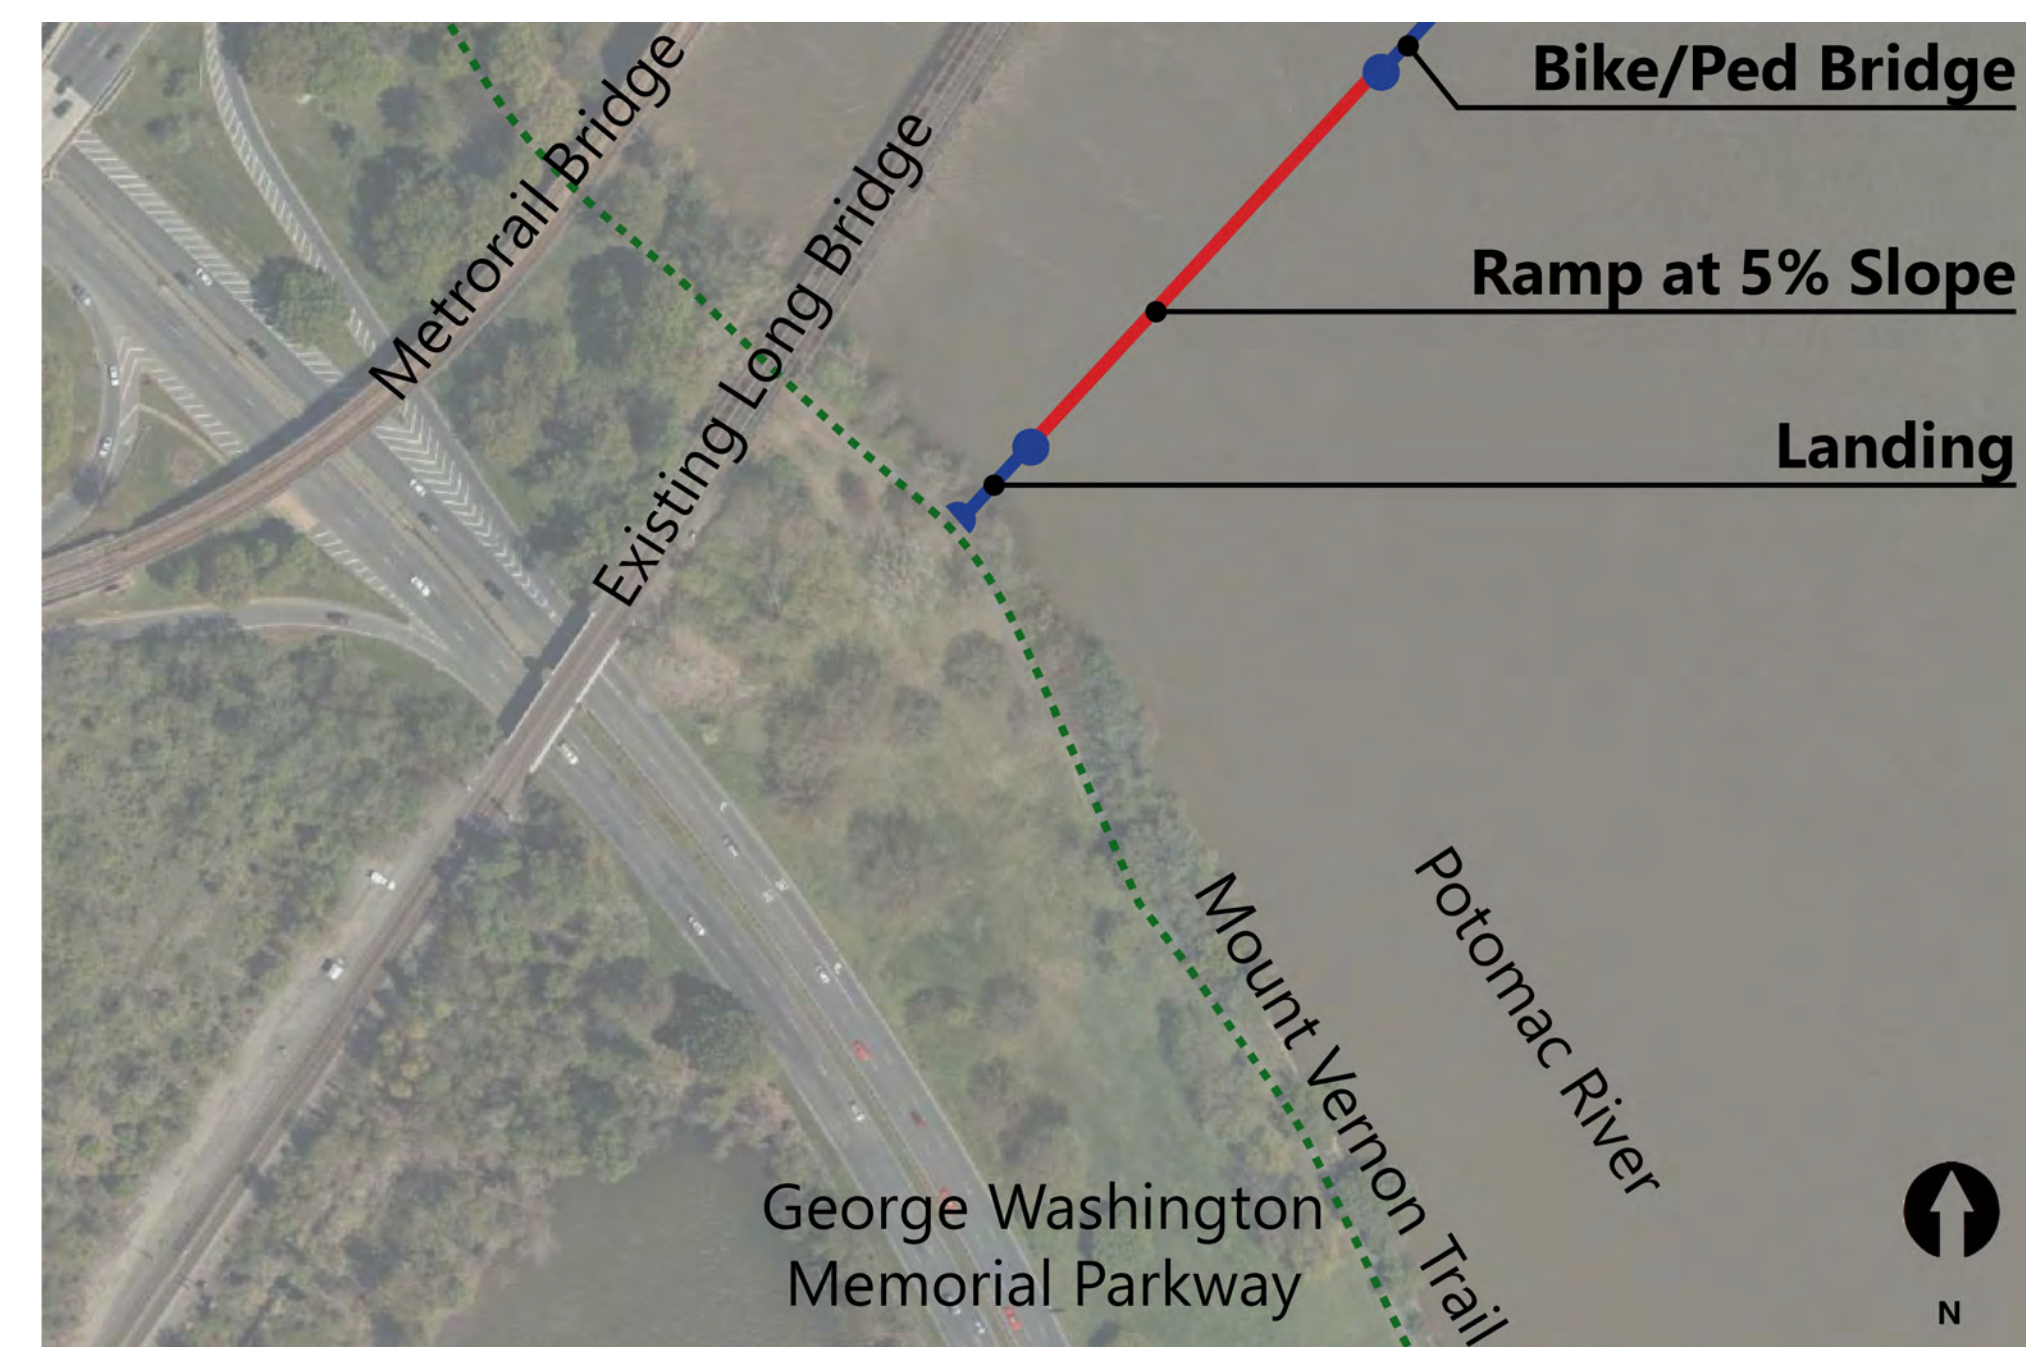 Bike/Ped Bridge
Metrorail Bridge
Existing Long Bridge
Ramp at 5% Slope
Landing
Mount Vernon Trail
Potomac River
George Washington
Memorial Parkway
N